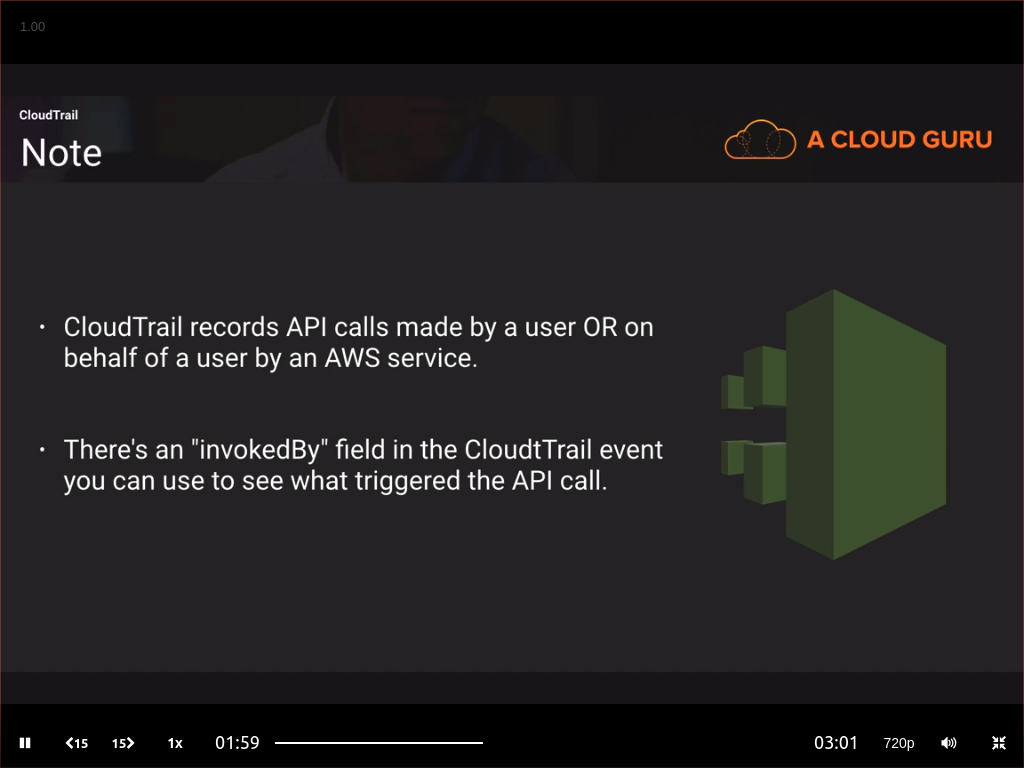 1.00
CloudTrail
Note
A CLOUD GURU
• CloudTrail records API calls made by a user OR on
behalf of a user by an AWS service.
• There's an "invokedBy" field in the CloudtTrail event
you can use to see what triggered the API call.
15 15 1x 01:59 03:01 720p